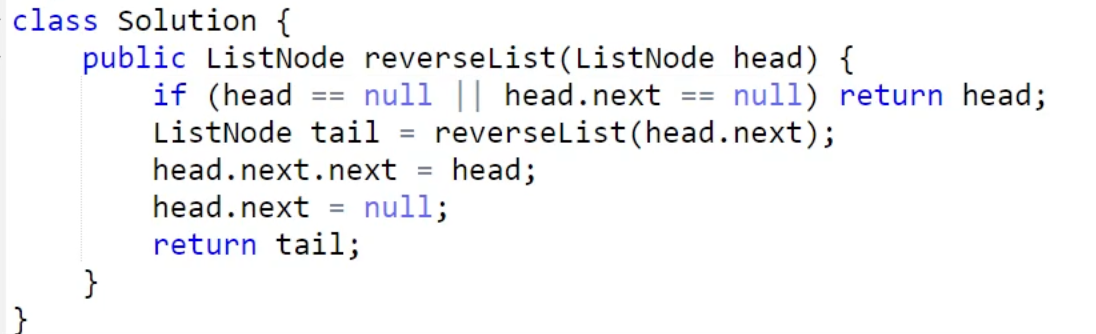 class Solution {
    public ListNode reverseList(ListNode head) {
        if (head == null || head.next == null) return head;
        ListNode tail = reverseList(head.next);
        head.next.next = head;
        head.next = null;
        return tail;
    }
}